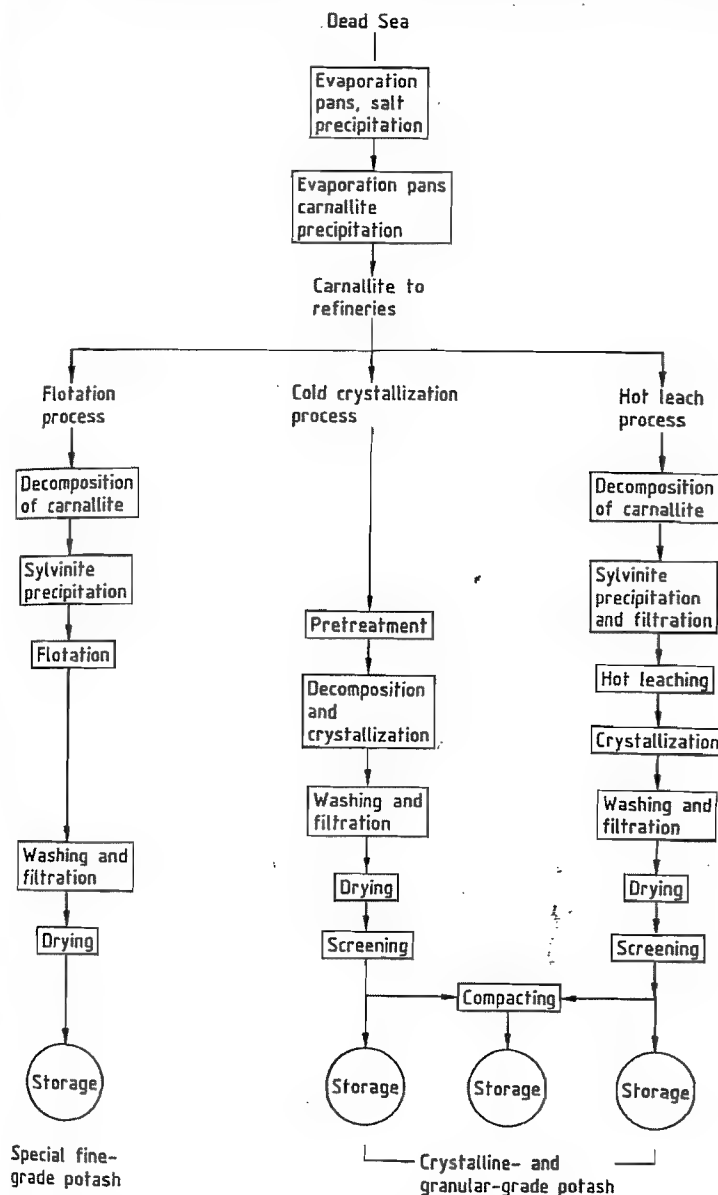 Dead Sea
Evaporation
pans, salt
precipitation
Evaporation pans
carnallite
precipitation
Carnallite to
refineries
Flotation
process
Decomposition
of carnallite
Sylvinite
precipitation
Flotation
Washing and
filtration
Drying
Storage
Special fine-
grade potash
Cold crystallization
process
Pretreatment
Decomposition
and
crystallization
Washing and
filtration
Drying
Screening
Storage
Compacting
Storage
Hot leach
process
Decomposition
of carnallite
Sylvinite
precipitation
and filtration
Hot leaching
Crystallization
Washing and
filtration
Drying
Screening
Storage
Crystalline- and
granular-grade potash